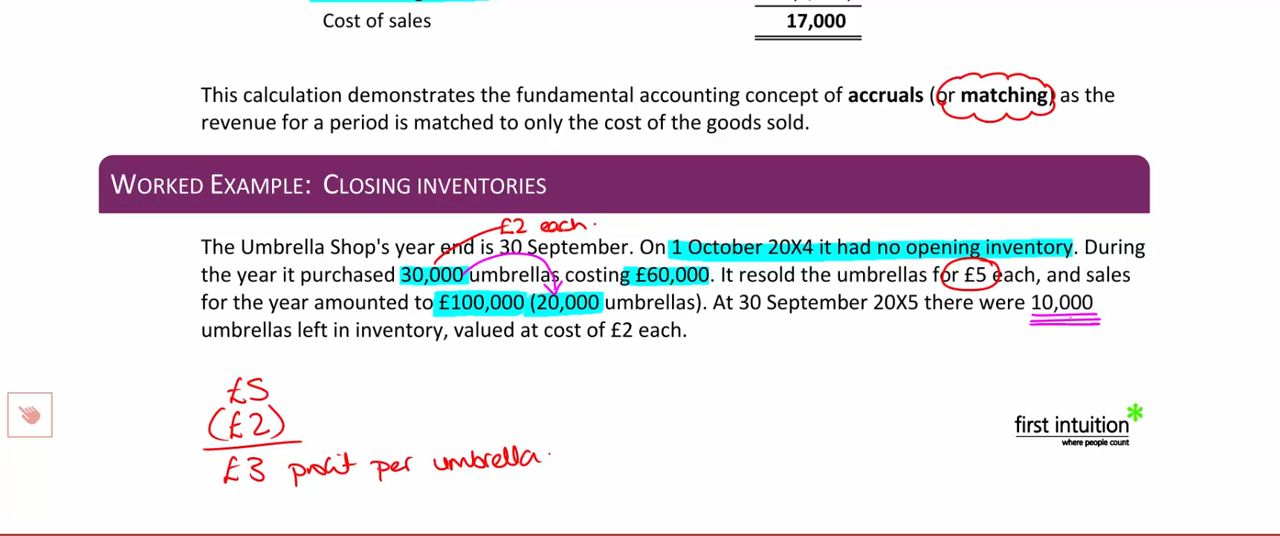 Cost of sales 17,000
This calculation demonstrates the fundamental accounting concept of accruals (or matching) as the
revenue for a period is matched to only the cost of the goods sold.
WORKED EXAMPLE: CLOSING INVENTORIES
£2 each.
The Umbrella Shop's year end is 30 September. On 1 October 20X4 it had no opening inventory. During
the year it purchased 30,000 umbrellas costing £60,000. It resold the umbrellas for £5 each, and sales
for the year amounted to £100,000 (20,000 umbrellas). At 30 September 20X5 there were 10,000
umbrellas left in inventory, valued at cost of £2 each.
£5
(£2)
£3 profit per umbrella.
first intuition*
where people count